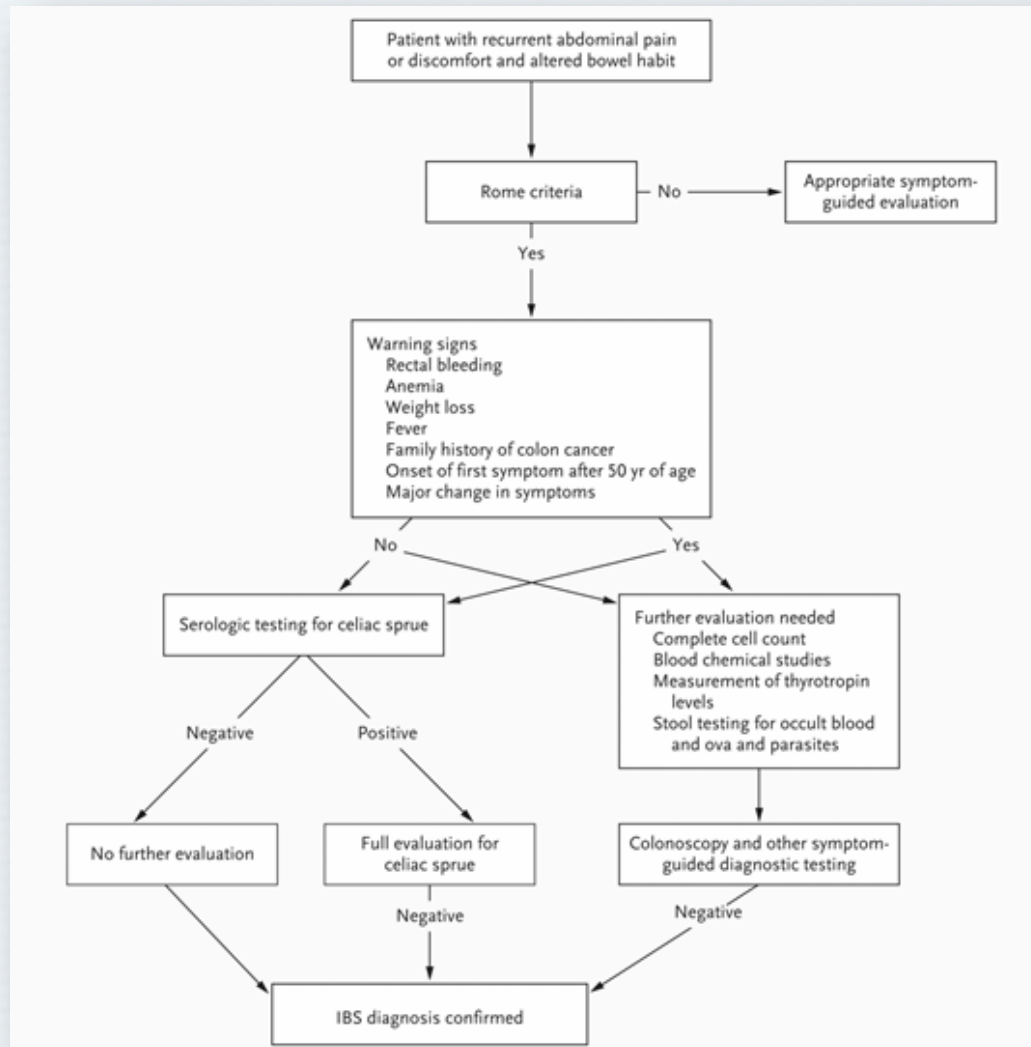 Patient with recurrent abdominal pain
or discomfort and altered bowel habit
Rome criteria
No
Appropriate symptom-
guided evaluation
Yes
Warning signs
Rectal bleeding
Anemia
Weight loss
Fever
Family history of colon cancer
Onset of first symptom after 50 yr of age
Major change in symptoms
No
Yes
Serologic testing for celiac sprue
Further evaluation needed
Complete cell count
Blood chemical studies
Measurement of thyrotropin
levels
Stool testing for occult blood
and ova and parasites
Negative
Positive
No further evaluation
Full evaluation for
celiac sprue
Colonoscopy and other symptom-
guided diagnostic testing
Negative
Negative
IBS diagnosis confirmed